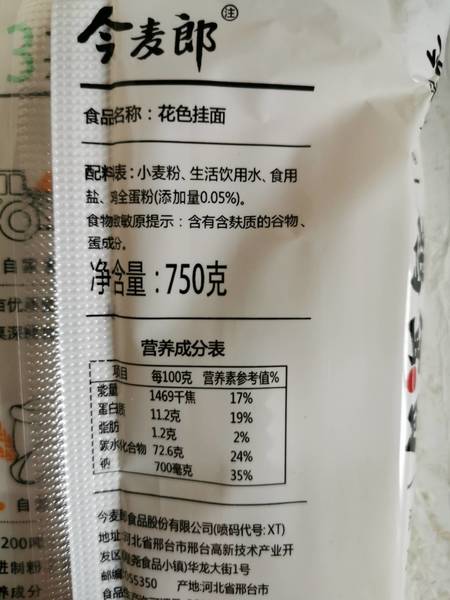 今麦郎 注
食品名称：花色挂面
配料表：小麦粉、生活饮用水、食用
盐、鸡全蛋粉(添加量0.05%)。
食物致敏原提示：含有含麸质的谷物、
蛋成分。
净含量：750克
营养成分表
项目 每100克 营养素参考值%
能量 1469千焦 17%
蛋白质 11.2克 19%
脂肪 1.2克 2%
碳水化合物 72.6克 24%
钠 700毫克 35%
今麦郎食品股份有限公司(喷码代号:XT)
地址:河北省邢台市邢台高新技术产业开
发区(隆尧食品小镇)华龙大街1号
邮编:055350 产地:河北省邢台市